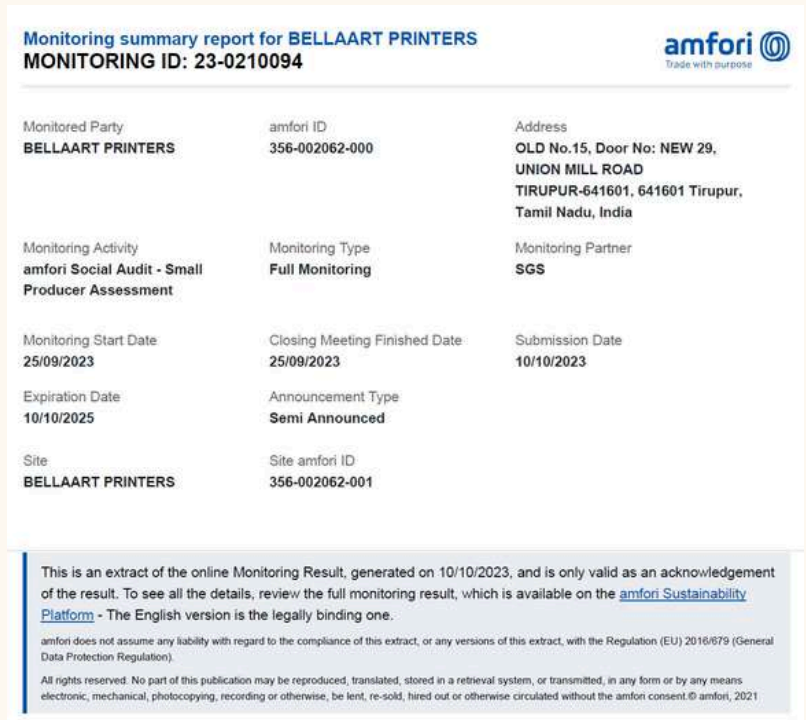 Monitoring summary report for BELLAART PRINTERS
MONITORING ID: 23-0210094
amfori
Trade with purpose
Monitored Party
BELLAART PRINTERS
amfori ID
356-002062-000
Address
OLD No.15, Door No: NEW 29,
UNION MILL ROAD
TIRUPUR-641601, 641601 Tirupur,
Tamil Nadu, India
Monitoring Activity
amfori Social Audit - Small
Producer Assessment
Monitoring Type
Full Monitoring
Monitoring Partner
SGS
Monitoring Start Date
25/09/2023
Closing Meeting Finished Date
25/09/2023
Submission Date
10/10/2023
Expiration Date
10/10/2025
Announcement Type
Semi Announced
Site
BELLAART PRINTERS
Site amfori ID
356-002062-001
This is an extract of the online Monitoring Result, generated on 10/10/2023, and is only valid as an acknowledgement
of the result. To see all the details, review the full monitoring result, which is available on the amfori Sustainability
Platform - The English version is the legally binding one.
amfori does not assume any liability with regard to the compliance of this extract, or any versions of this extract, with the Regulation (EU) 2016/679 (General
Data Protection Regulation).
All rights reserved. No part of this publication may be reproduced, translated, stored in a retrieval system, or transmitted, in any form or by any means
electronic, mechanical, photocopying, recording or otherwise, be lent, re-sold, hired out or otherwise circulated without the amfori consent.© amfori, 2021